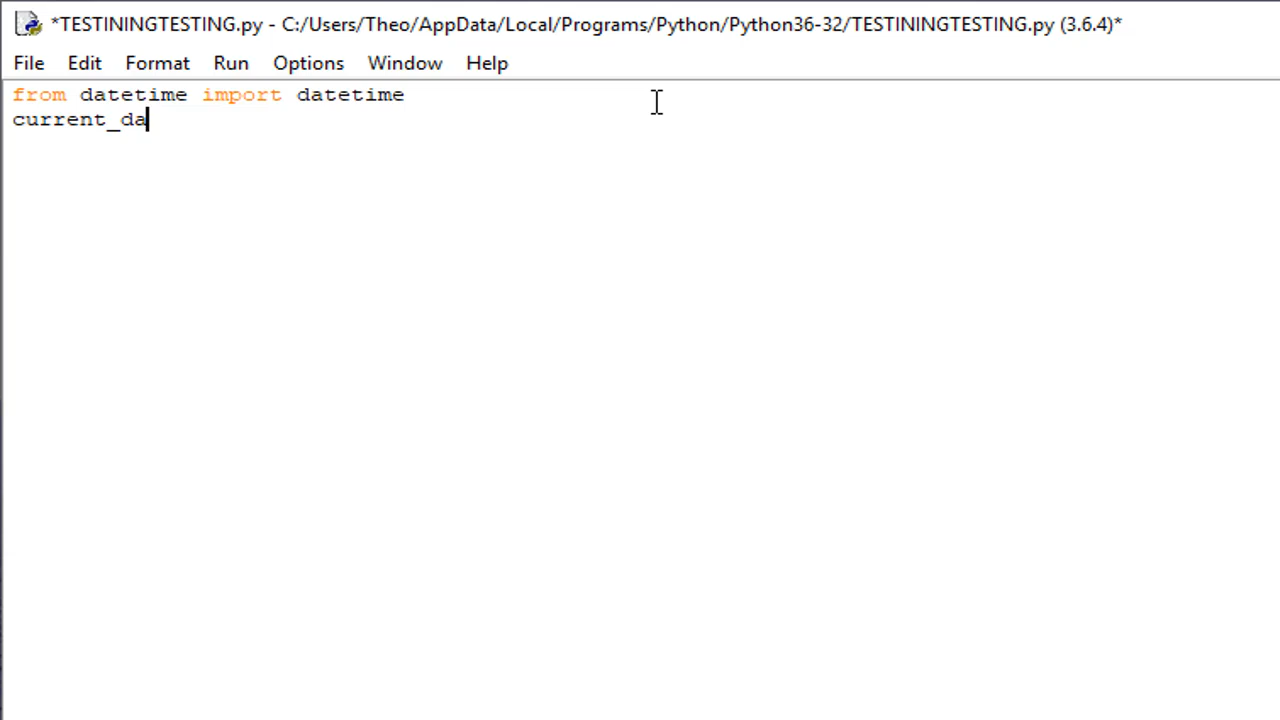 *TESTININGTESTING.py - C:/Users/Theo/AppData/Local/Programs/Python/Python36-32/TESTININGTESTING.py (3.6.4)*
File Edit Format Run Options Window Help
from datetime import datetime
current_da